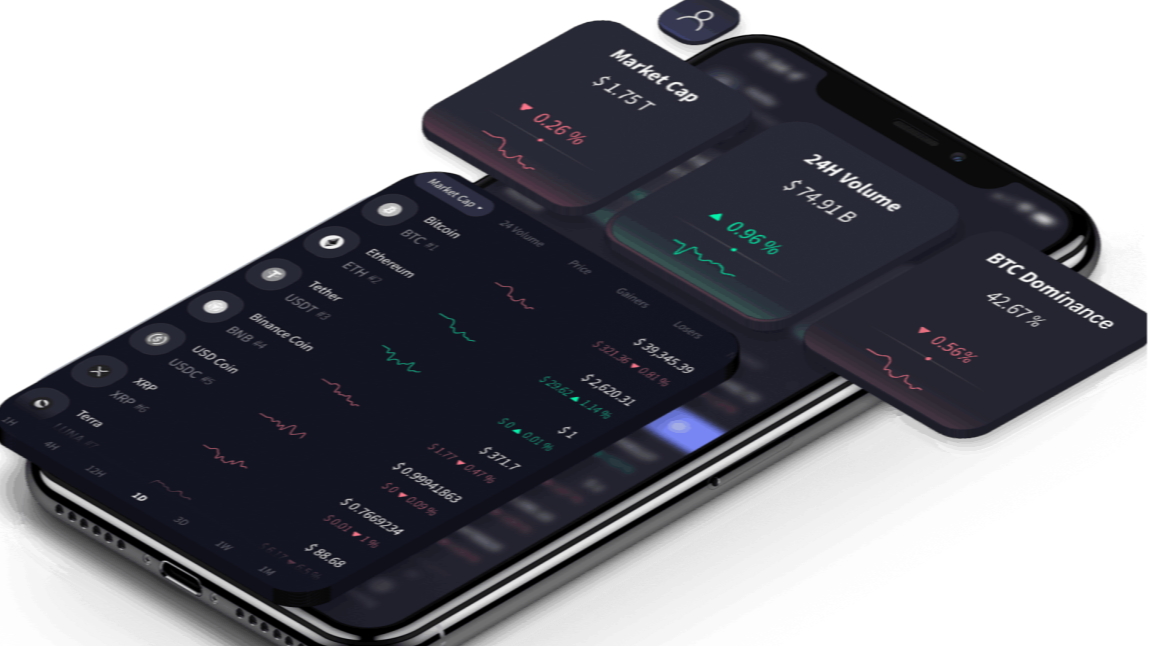 Market Cap
$ 1.75 T
▼ 0.26 %
24H Volume
$ 74.91 B
▲ 0.96 %
BTC Dominance
42.67 %
▼ 0.56%
Market Cap
24 Volume
Price
Gainers
Losers
Bitcoin
BTC #1
$ 39,345.39
$321.36 ▼ 0.81 %
Ethereum
ETH #2
$ 2,620.31
$29.62 ▲ 1.14 %
Tether
USDT #3
$ 1
$ 0 ▲ 0.01 %
Binance Coin
BNB #4
$ 371.7
$ 1.77 ▼ 0.47 %
USD Coin
USDC #5
$ 0.99941863
$ 0 ▼ 0.09 %
XRP
XRP #6
$ 0.7669234
$ 0.01 ▼ 1 %
Terra
LUNA #7
$ 88.68
1H
4H
12H
1D
3D
1W
1M